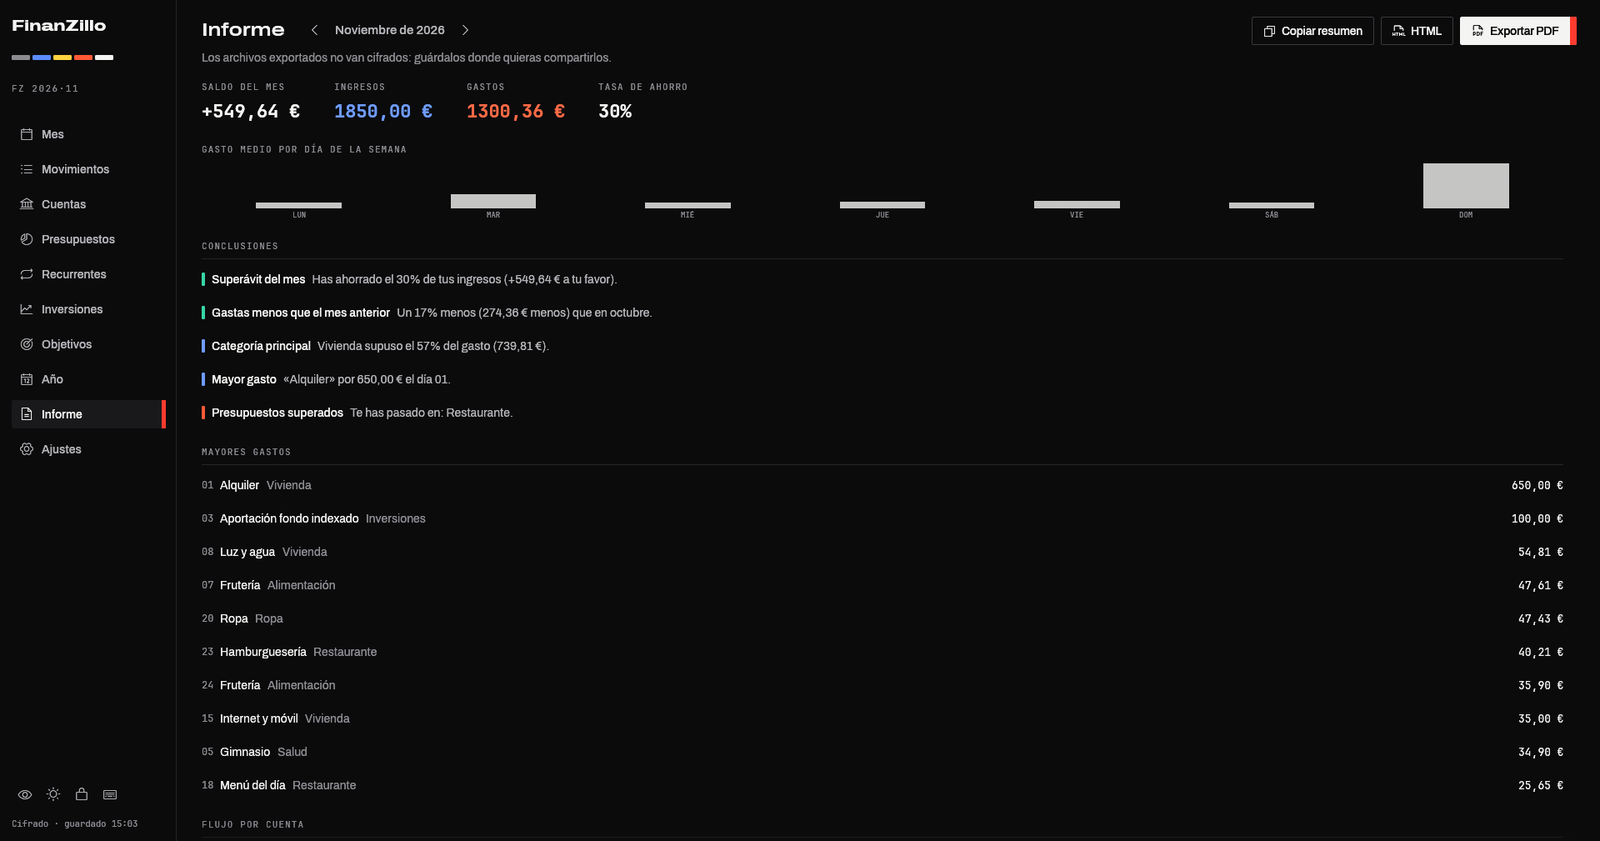 FinanZillo
FZ 2026·11
Mes
Movimientos
Cuentas
Presupuestos
Recurrentes
Inversiones
Objetivos
Año
Informe
Ajustes
Cifrado · guardado 15:03
Informe
Noviembre de 2026
Copiar resumen
HTML
Exportar PDF
Los archivos exportados no van cifrados: guárdalos donde quieras compartirlos.
SALDO DEL MES INGRESOS GASTOS TASA DE AHORRO
+549,64 € 1850,00 € 1300,36 € 30%
GASTO MEDIO POR DÍA DE LA SEMANA
LUN MAR MIÉ JUE VIE SÁB DOM
CONCLUSIONES
Superávit del mes Has ahorrado el 30% de tus ingresos (+549,64 € a tu favor).
Gastas menos que el mes anterior Un 17% menos (274,36 € menos) que en octubre.
Categoría principal Vivienda supuso el 57% del gasto (739,81 €).
Mayor gasto «Alquiler» por 650,00 € el día 01.
Presupuestos superados Te has pasado en: Restaurante.
MAYORES GASTOS
01 Alquiler Vivienda 650,00 €
03 Aportación fondo indexado Inversiones 100,00 €
08 Luz y agua Vivienda 54,81 €
07 Frutería Alimentación 47,61 €
20 Ropa Ropa 47,43 €
23 Hamburguesería Restaurante 40,21 €
24 Frutería Alimentación 35,90 €
15 Internet y móvil Vivienda 35,00 €
05 Gimnasio Salud 34,90 €
18 Menú del día Restaurante 25,65 €
FLUJO POR CUENTA